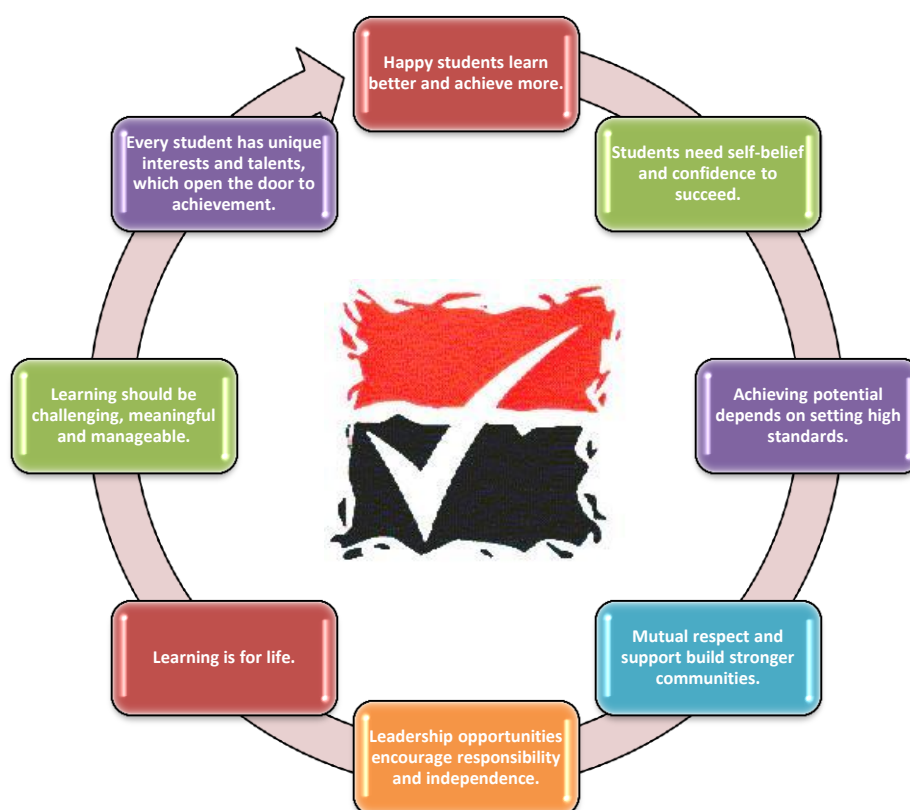 Happy students learn
better and achieve more.
Students need self-belief
and confidence to
succeed.
Achieving potential
depends on setting high
standards.
Mutual respect and
support build stronger
communities.
Leadership opportunities
encourage responsibility
and independence.
Learning is for life.
Learning should be
challenging, meaningful
and manageable.
Every student has unique
interests and talents,
which open the door to
achievement.